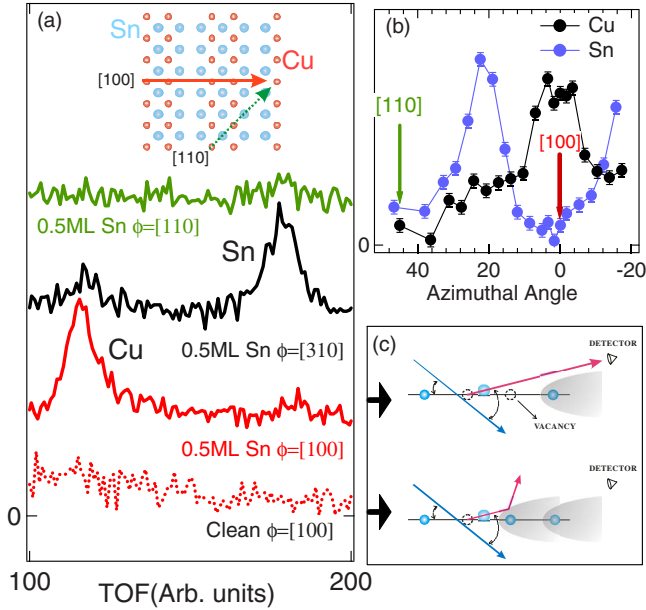 (a)
Sn
Cu
[100]
[110]
0.5ML Sn ϕ=[110]
Sn
0.5ML Sn ϕ=[310]
Cu
0.5ML Sn ϕ=[100]
Clean ϕ=[100]
0
100
200
TOF(Arb. units)
(b)
Cu
Sn
[110]
[100]
0
40
20
0
-20
Azimuthal Angle
(c)
DETECTOR
VACANCY
DETECTOR